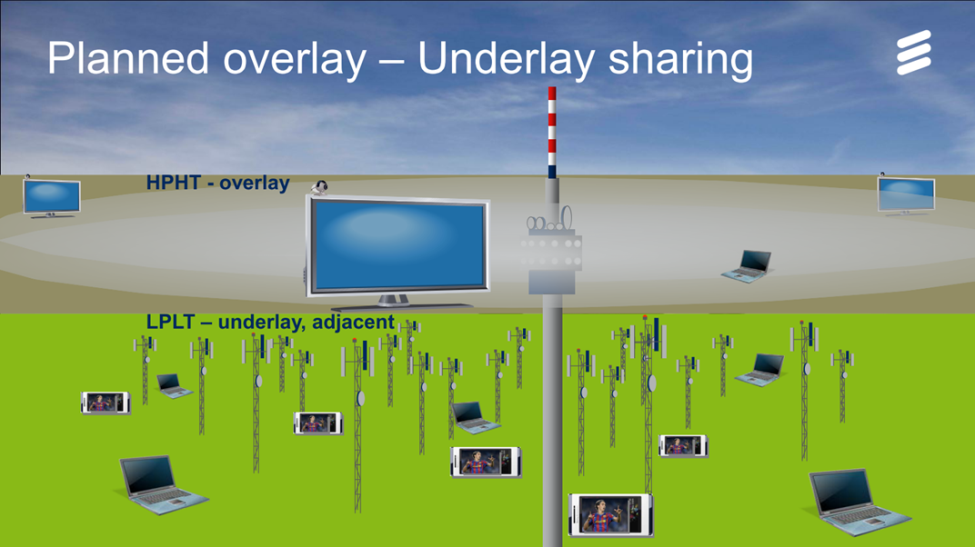 Planned overlay – Underlay sharing
HPHT - overlay
LPLT – underlay, adjacent